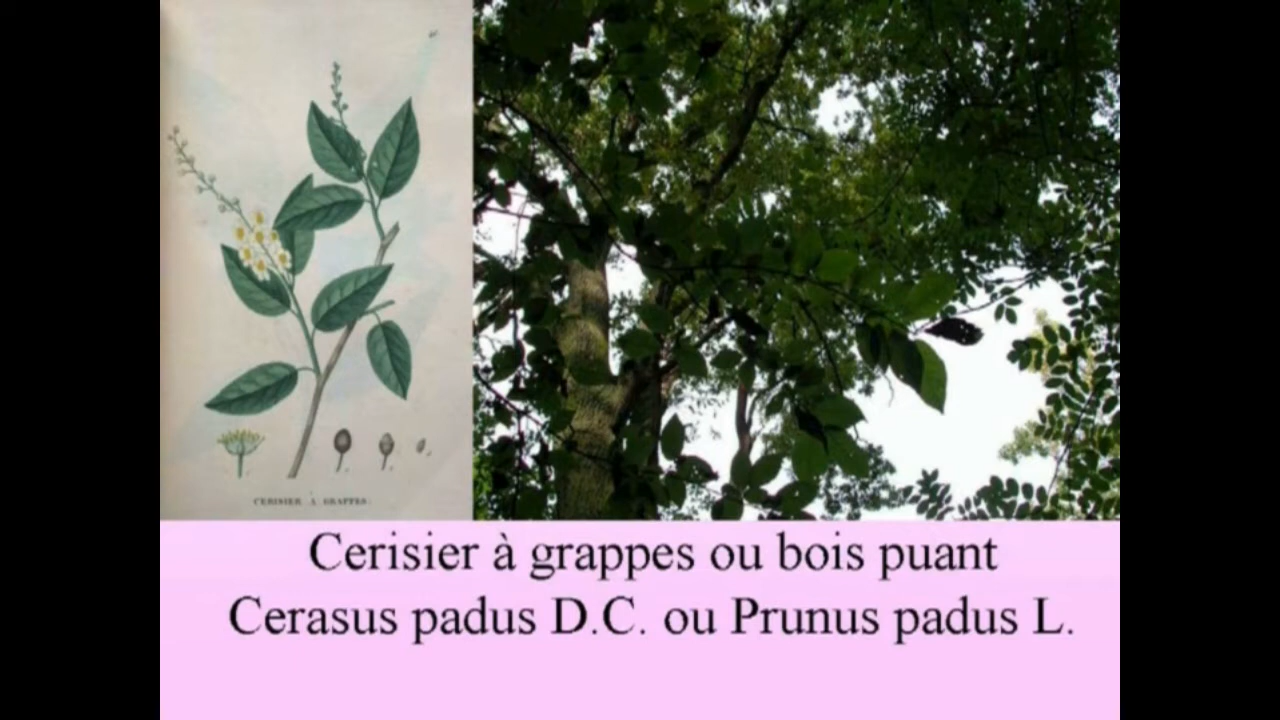 CERISIER À GRAPPES.
Cerisier à grappes ou bois puant
Cerasus padus D.C. ou Prunus padus L.